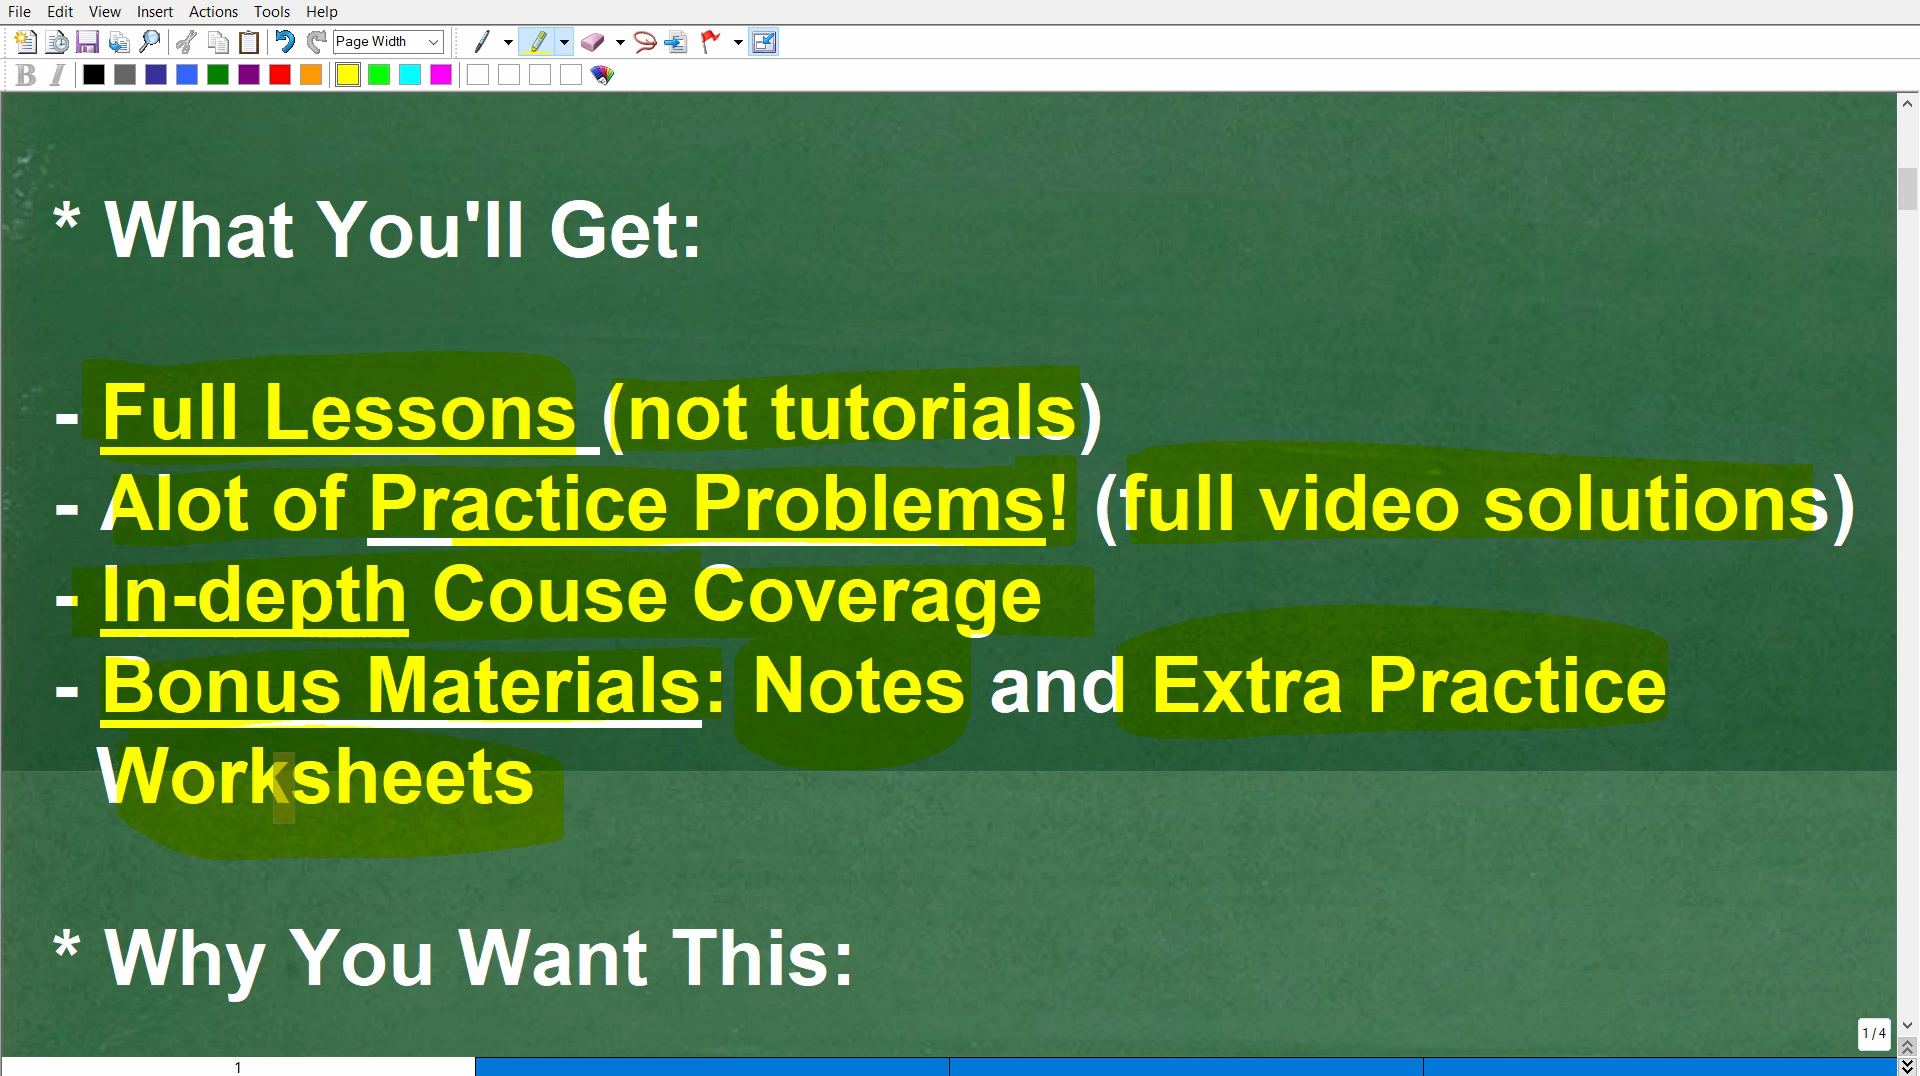 File Edit View Insert Actions Tools Help
Page Width
B I
* What You'll Get:
- Full Lessons (not tutorials)
- Alot of Practice Problems! (full video solutions)
- In-depth Couse Coverage
- Bonus Materials: Notes and Extra Practice
Worksheets
* Why You Want This:
1 / 4
1